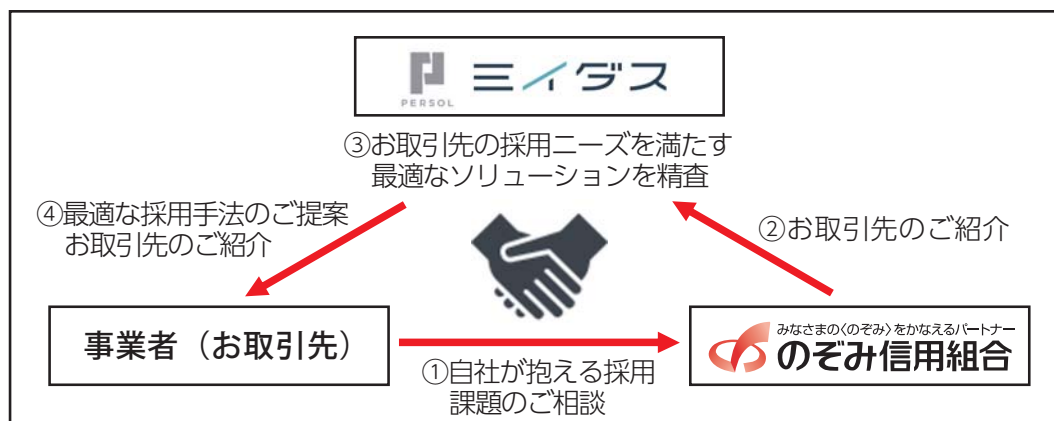 PERSOL
ミイダス
③お取引先の採用ニーズを満たす
最適なソリューションを精査
④最適な採用手法のご提案
お取引先のご紹介
②お取引先のご紹介
事業者（お取引先）
①自社が抱える採用
課題のご相談
みなさまの〈のぞみ〉をかなえるパートナー
のぞみ信用組合